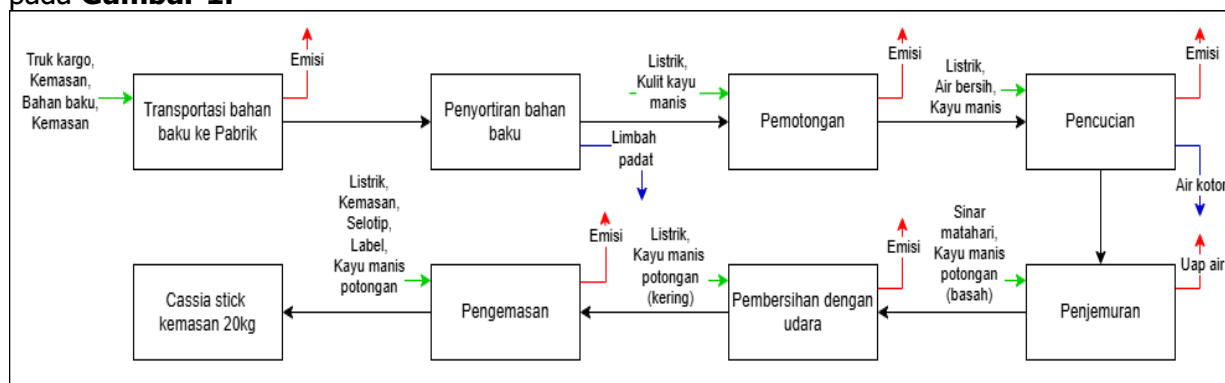 pada Gambar 1.
Truk kargo,
Kemasan,
Bahan baku,
Kemasan
Emisi
Transportasi bahan
baku ke Pabrik
Penyortiran bahan
baku
Limbah
padat
Listrik,
Kulit kayu
manis
Emisi
Pemotongan
Listrik,
Air bersih,
Kayu manis
Emisi
Pencucian
Air kotor
Sinar
matahari,
Kayu manis
potongan
(basah)
Uap air
Penjemuran
Listrik,
Kayu manis
potongan
(kering)
Emisi
Pembersihan dengan
udara
Listrik,
Kemasan,
Selotip,
Label,
Kayu manis
potongan
Emisi
Pengemasan
Cassia stick
kemasan 20kg